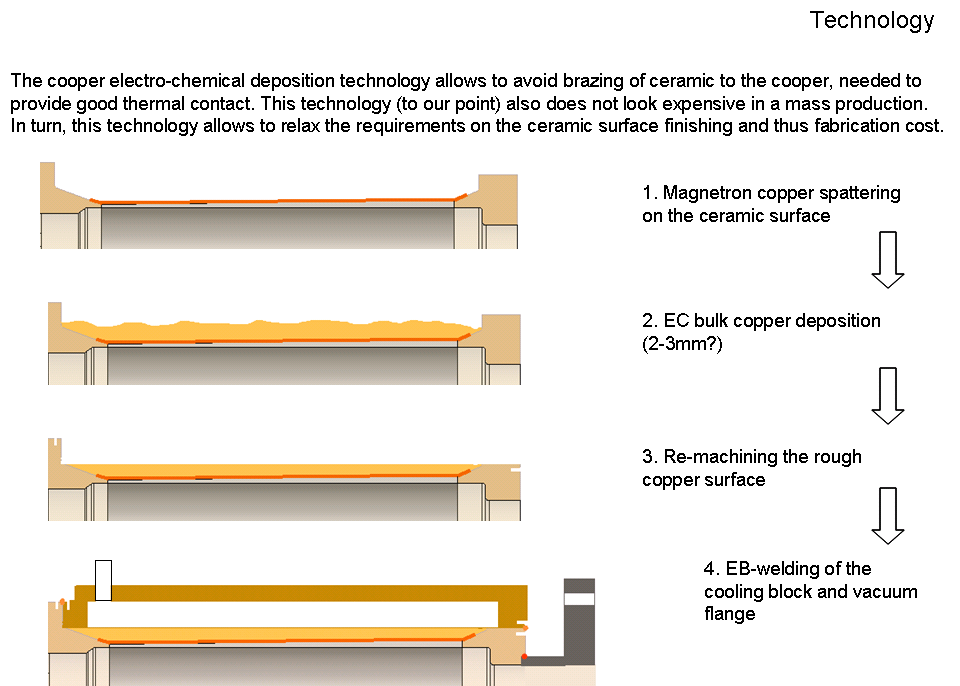 Technology
The cooper electro-chemical deposition technology allows to avoid brazing of ceramic to the cooper, needed to
provide good thermal contact. This technology (to our point) also does not look expensive in a mass production.
In turn, this technology allows to relax the requirements on the ceramic surface finishing and thus fabrication cost.
1. Magnetron copper spattering
on the ceramic surface
2. EC bulk copper deposition
(2-3mm?)
3. Re-machining the rough
copper surface
4. EB-welding of the
cooling block and vacuum
flange